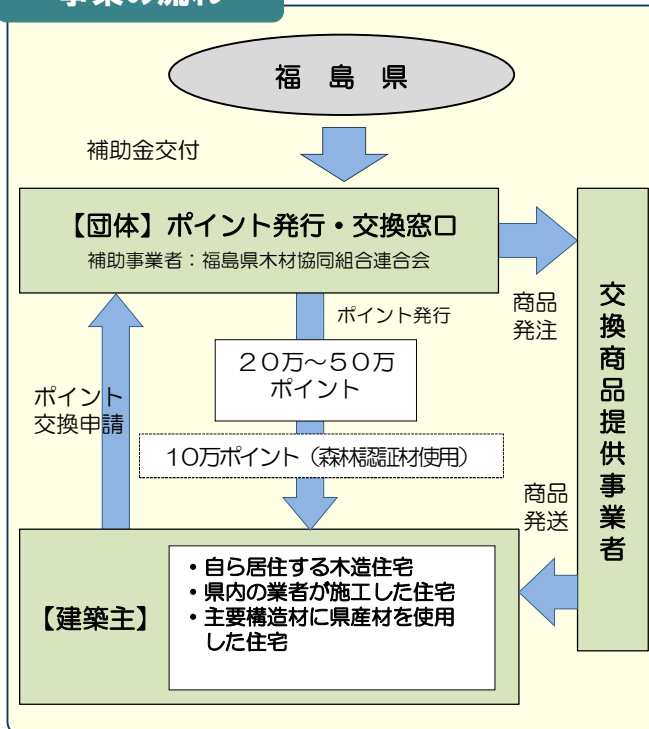 事業の流れ
福島県
補助金交付
【団体】ポイント発行・交換窓口
補助事業者：福島県木材協同組合連合会
ポイント発行
商品
発注
２０万～５０万
ポイント
ポイント
交換申請
10万ポイント（森林認証材使用）
商品
発送
交換商品提供事業者
【建築主】
・自ら居住する木造住宅
・県内の業者が施工した住宅
・主要構造材に県産材を使用
した住宅